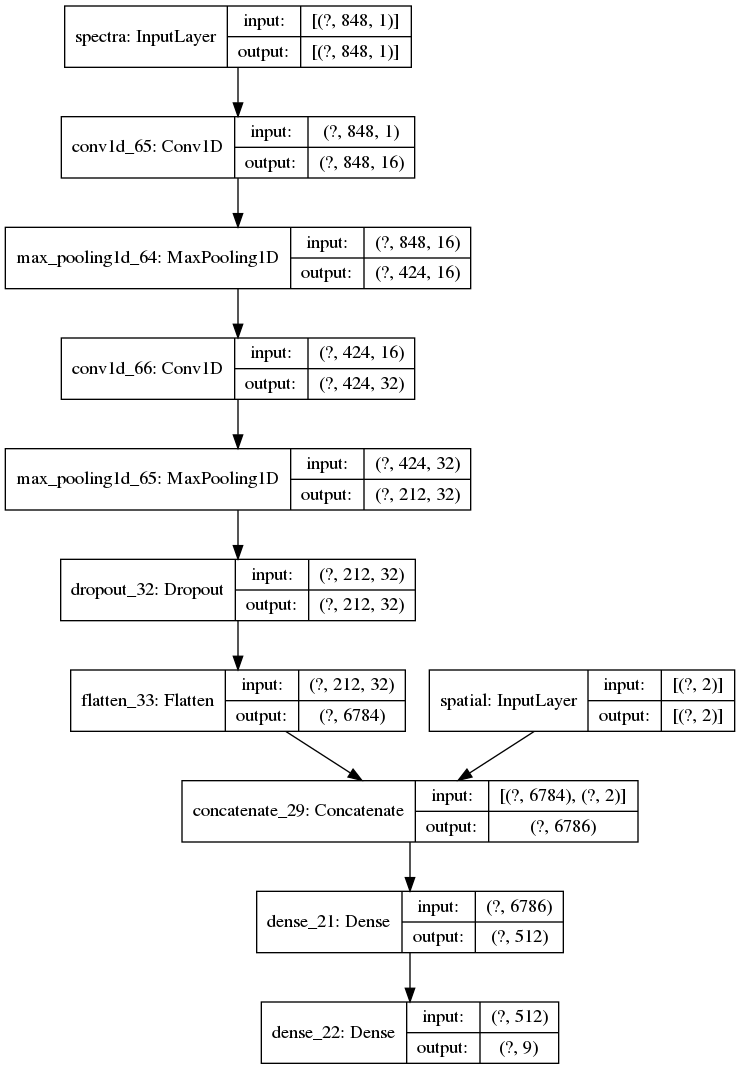 spectra: InputLayer
input: [(?, 848, 1)]
output: [(?, 848, 1)]
conv1d_65: Conv1D
input: (?, 848, 1)
output: (?, 848, 16)
max_pooling1d_64: MaxPooling1D
input: (?, 848, 16)
output: (?, 424, 16)
conv1d_66: Conv1D
input: (?, 424, 16)
output: (?, 424, 32)
max_pooling1d_65: MaxPooling1D
input: (?, 424, 32)
output: (?, 212, 32)
dropout_32: Dropout
input: (?, 212, 32)
output: (?, 212, 32)
flatten_33: Flatten
input: (?, 212, 32)
output: (?, 6784)
spatial: InputLayer
input: [(?, 2)]
output: [(?, 2)]
concatenate_29: Concatenate
input: [(?, 6784), (?, 2)]
output: (?, 6786)
dense_21: Dense
input: (?, 6786)
output: (?, 512)
dense_22: Dense
input: (?, 512)
output: (?, 9)